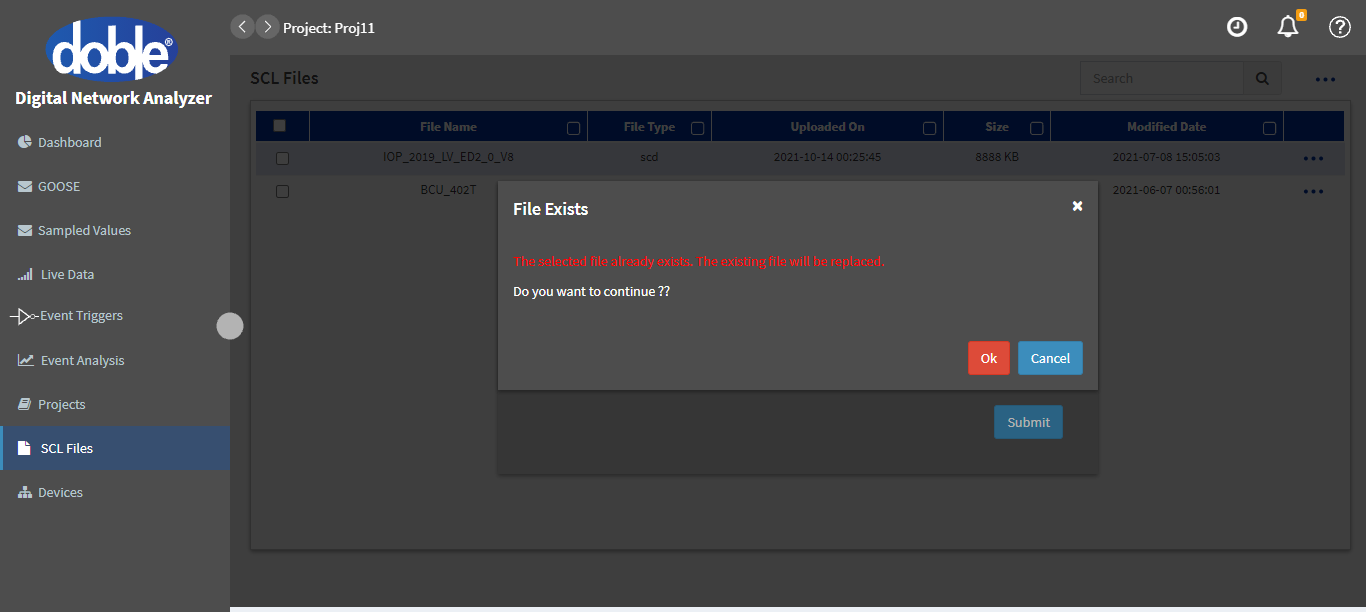 doble®
Digital Network Analyzer
Dashboard
GOOSE
Sampled Values
Live Data
Event Triggers
Event Analysis
Projects
SCL Files
Devices
Project: Proj11
0
SCL Files
Search
File Name File Type Uploaded On Size Modified Date
IOP_2019_LV_ED2_0_V8 scd 2021-10-14 00:25:45 8888 KB 2021-07-08 15:05:03
BCU_402T 2021-06-07 00:56:01
File Exists
The selected file already exists. The existing file will be replaced.
Do you want to continue ??
Ok Cancel
Submit